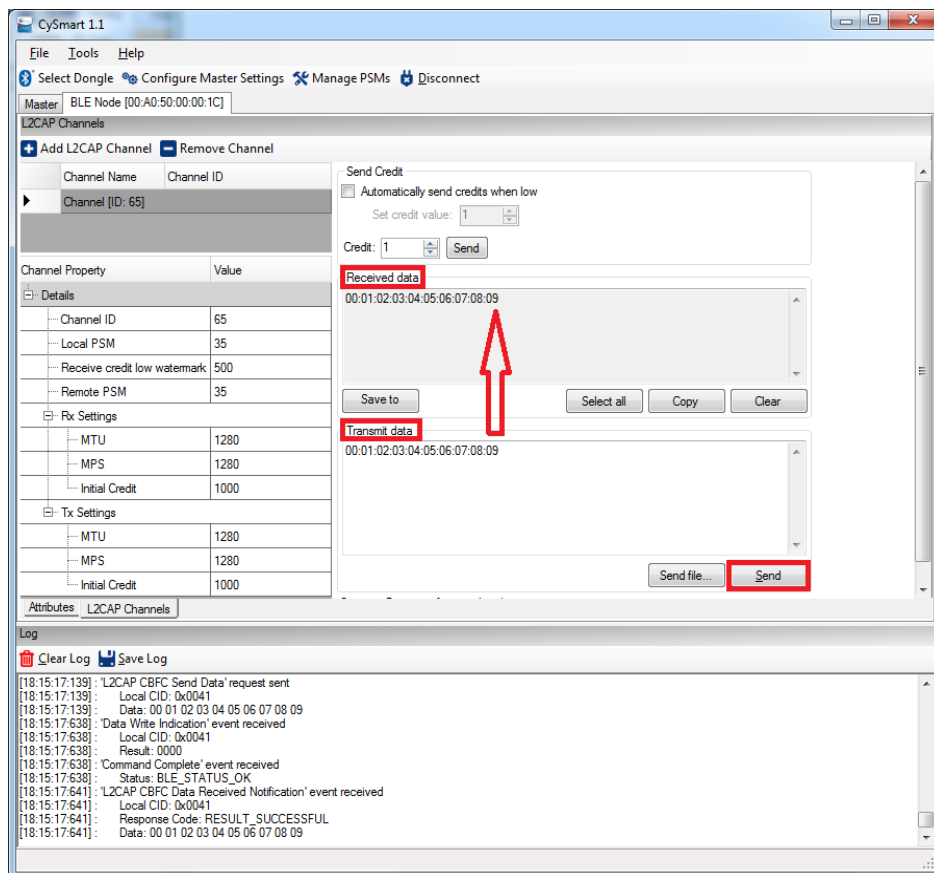 CySmart 1.1
File Tools Help
Select Dongle Configure Master Settings Manage PSMs Disconnect
Master BLE Node [00:A0:50:00:00:1C]
L2CAP Channels
Add L2CAP Channel Remove Channel
Channel Name Channel ID
Channel [ID: 65]
Channel Property Value
Details
Channel ID 65
Local PSM 35
Receive credit low watermark 500
Remote PSM 35
Rx Settings
MTU 1280
MPS 1280
Initial Credit 1000
Tx Settings
MTU 1280
MPS 1280
Initial Credit 1000
Send Credit
Automatically send credits when low
Set credit value: 1
Credit: 1 Send
Received data
00:01:02:03:04:05:06:07:08:09
Save to Select all Copy Clear
Transmit data
00:01:02:03:04:05:06:07:08:09
Send file... Send
Attributes L2CAP Channels
Log
Clear Log Save Log
[18:15:17:139] : 'L2CAP CBFC Send Data' request sent
[18:15:17:139] : Local CID: 0x0041
[18:15:17:139] : Data: 00 01 02 03 04 05 06 07 08 09
[18:15:17:638] : 'Data Write Indication' event received
[18:15:17:638] : Local CID: 0x0041
[18:15:17:638] : Result: 0000
[18:15:17:638] : 'Command Complete' event received
[18:15:17:638] : Status: BLE_STATUS_OK
[18:15:17:641] : 'L2CAP CBFC Data Received Notification' event received
[18:15:17:641] : Local CID: 0x0041
[18:15:17:641] : Response Code: RESULT_SUCCESSFUL
[18:15:17:641] : Data: 00 01 02 03 04 05 06 07 08 09